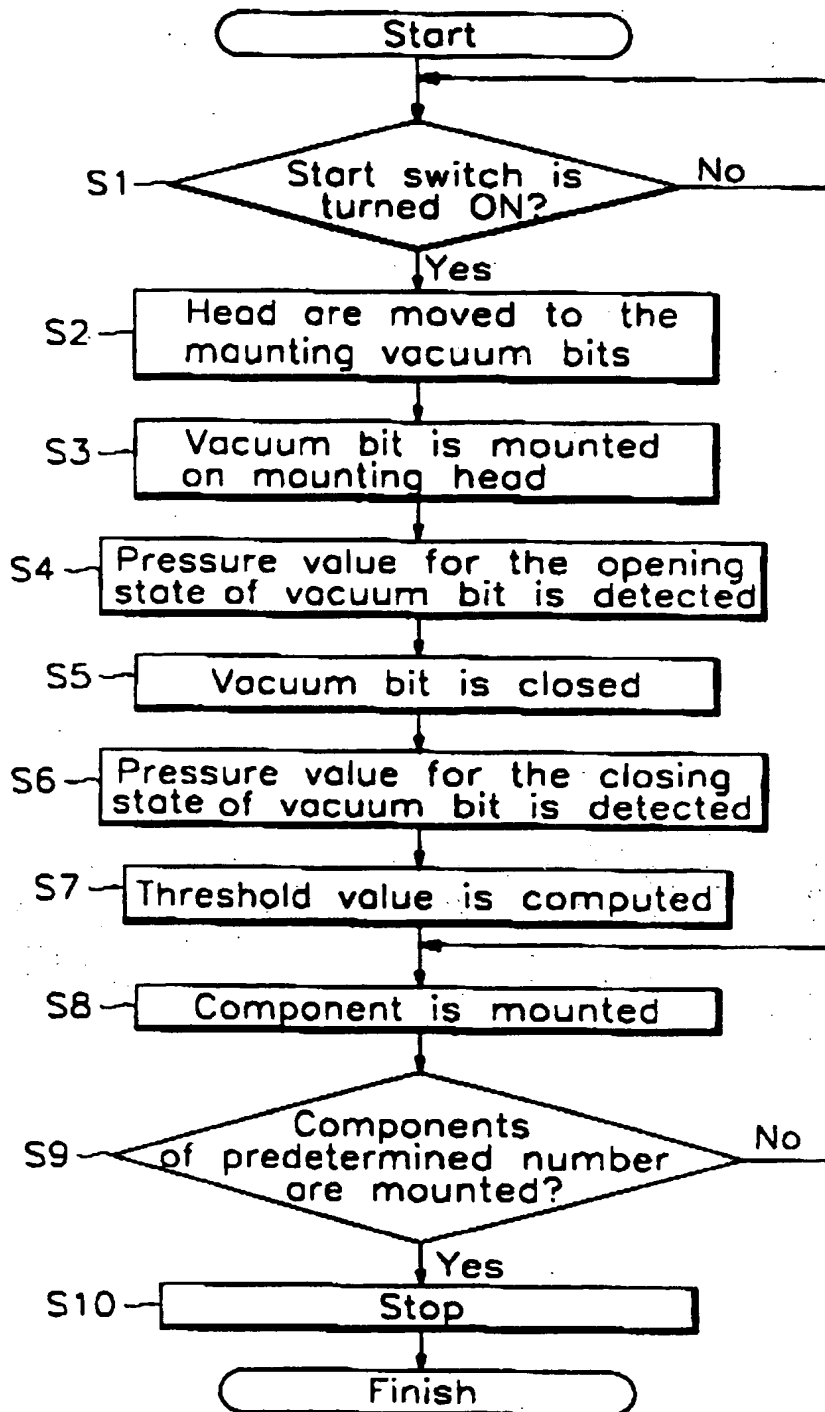 Start
S1
Start switch is
turned ON?
No
Yes
S2
Head are moved to the
maunting vacuum bits
S3
Vacuum bit is mounted
on mounting head
S4
Pressure value for the opening
state of vacuum bit is detected
S5
Vacuum bit is closed
S6
Pressure value for the closing
state of vacuum bit is detected
S7
Threshold value is computed
S8
Component is mounted
S9
Components
of predetermined number
are mounted?
No
Yes
S10
Stop
Finish